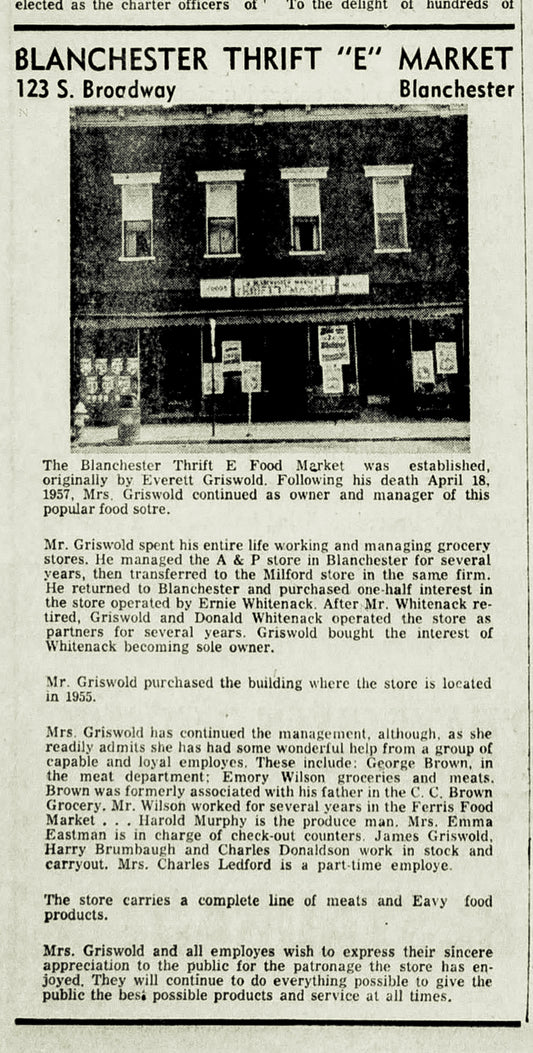 elected as the charter officers of ' To the delight of hundreds of
BLANCHESTER THRIFT "E" MARKET
123 S. Broadway Blanchester
FOODS BLANCHESTER MARKET MEATS
THRIFT MARKET
The Blanchester Thrift E Food Market was established,
originally by Everett Griswold. Following his death April 18,
1957, Mrs. Griswold continued as owner and manager of this
popular food sotre.
Mr. Griswold spent his entire life working and managing grocery
stores. He managed the A & P store in Blanchester for several
years, then transferred to the Milford store in the same firm.
He returned to Blanchester and purchased one-half interest in
the store operated by Ernie Whitenack. After Mr. Whitenack re-
tired, Griswold and Donald Whitenack operated the store as
partners for several years. Griswold bought the interest of
Whitenack becoming sole owner.
Mr. Griswold purchased the building where the store is located
in 1955.
Mrs. Griswold has continued the management, although, as she
readily admits she has had some wonderful help from a group of
capable and loyal employes. These include: George Brown, in
the meat department; Emory Wilson groceries and meats.
Brown was formerly associated with his father in the C. C. Brown
Grocery. Mr. Wilson worked for several years in the Ferris Food
Market . . . Harold Murphy is the produce man. Mrs. Emma
Eastman is in charge of check-out counters. James Griswold,
Harry Brumbaugh and Charles Donaldson work in stock and
carryout. Mrs. Charles Ledford is a part-time employe.
The store carries a complete line of meats and Eavy food
products.
Mrs. Griswold and all employes wish to express their sincere
appreciation to the public for the patronage the store has en-
joyed. They will continue to do everything possible to give the
public the best possible products and service at all times.